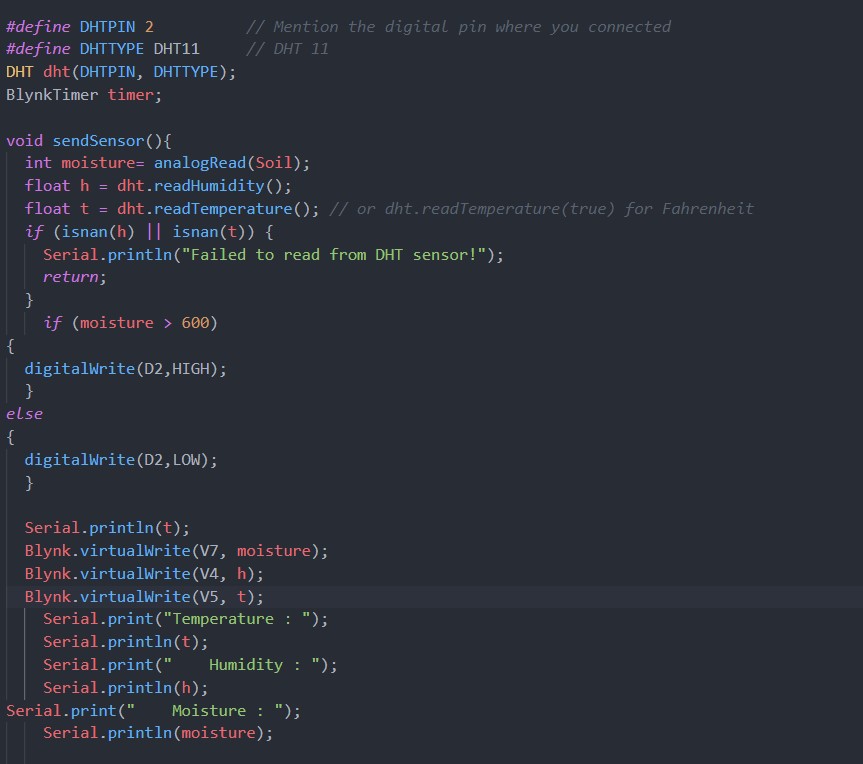 #define DHTPIN 2          // Mention the digital pin where you connected
#define DHTTYPE DHT11     // DHT 11
DHT dht(DHTPIN, DHTTYPE);
BlynkTimer timer;

void sendSensor(){
  int moisture= analogRead(Soil);
  float h = dht.readHumidity();
  float t = dht.readTemperature(); // or dht.readTemperature(true) for Fahrenheit
  if (isnan(h) || isnan(t)) {
    Serial.println("Failed to read from DHT sensor!");
    return;
  }
    if (moisture > 600)
{
  digitalWrite(D2,HIGH);
  }
else
{
  digitalWrite(D2,LOW);
  }

  Serial.println(t);
  Blynk.virtualWrite(V7, moisture);
  Blynk.virtualWrite(V4, h);
  Blynk.virtualWrite(V5, t);
    Serial.print("Temperature : ");
    Serial.println(t);
    Serial.print("    Humidity : ");
    Serial.println(h);
Serial.print("    Moisture : ");
    Serial.println(moisture);